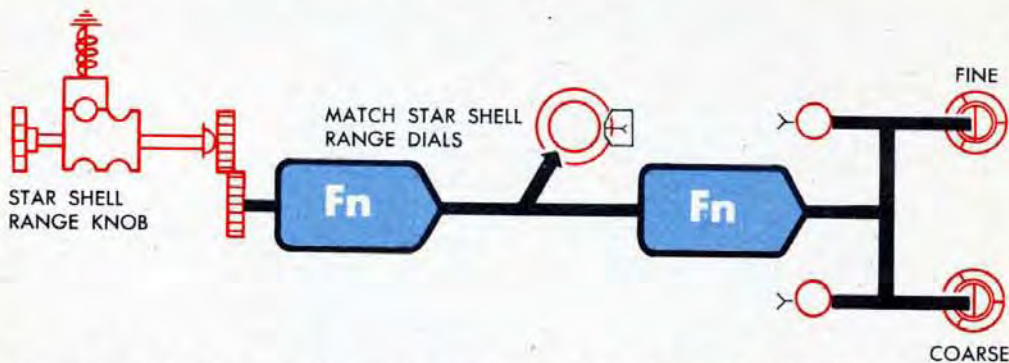 STAR SHELL
RANGE KNOB
Fn
MATCH STAR SHELL
RANGE DIALS
Fn
FINE
COARSE